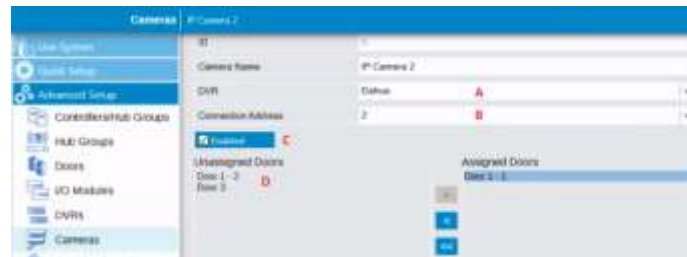 Cameras
IP Camera 2
Live System
Quick Setup
Advanced Setup
Controllers/Hub Groups
Hub Groups
Doors
I/O Modules
DVRs
Cameras
ID
Camera Name
IP Camera 2
DVR
Dahua
A
Connection Address
2
B
Enabled
C
Unassigned Doors
Door 1 - 2
Door 3
D
Assigned Doors
Door 1 - 1